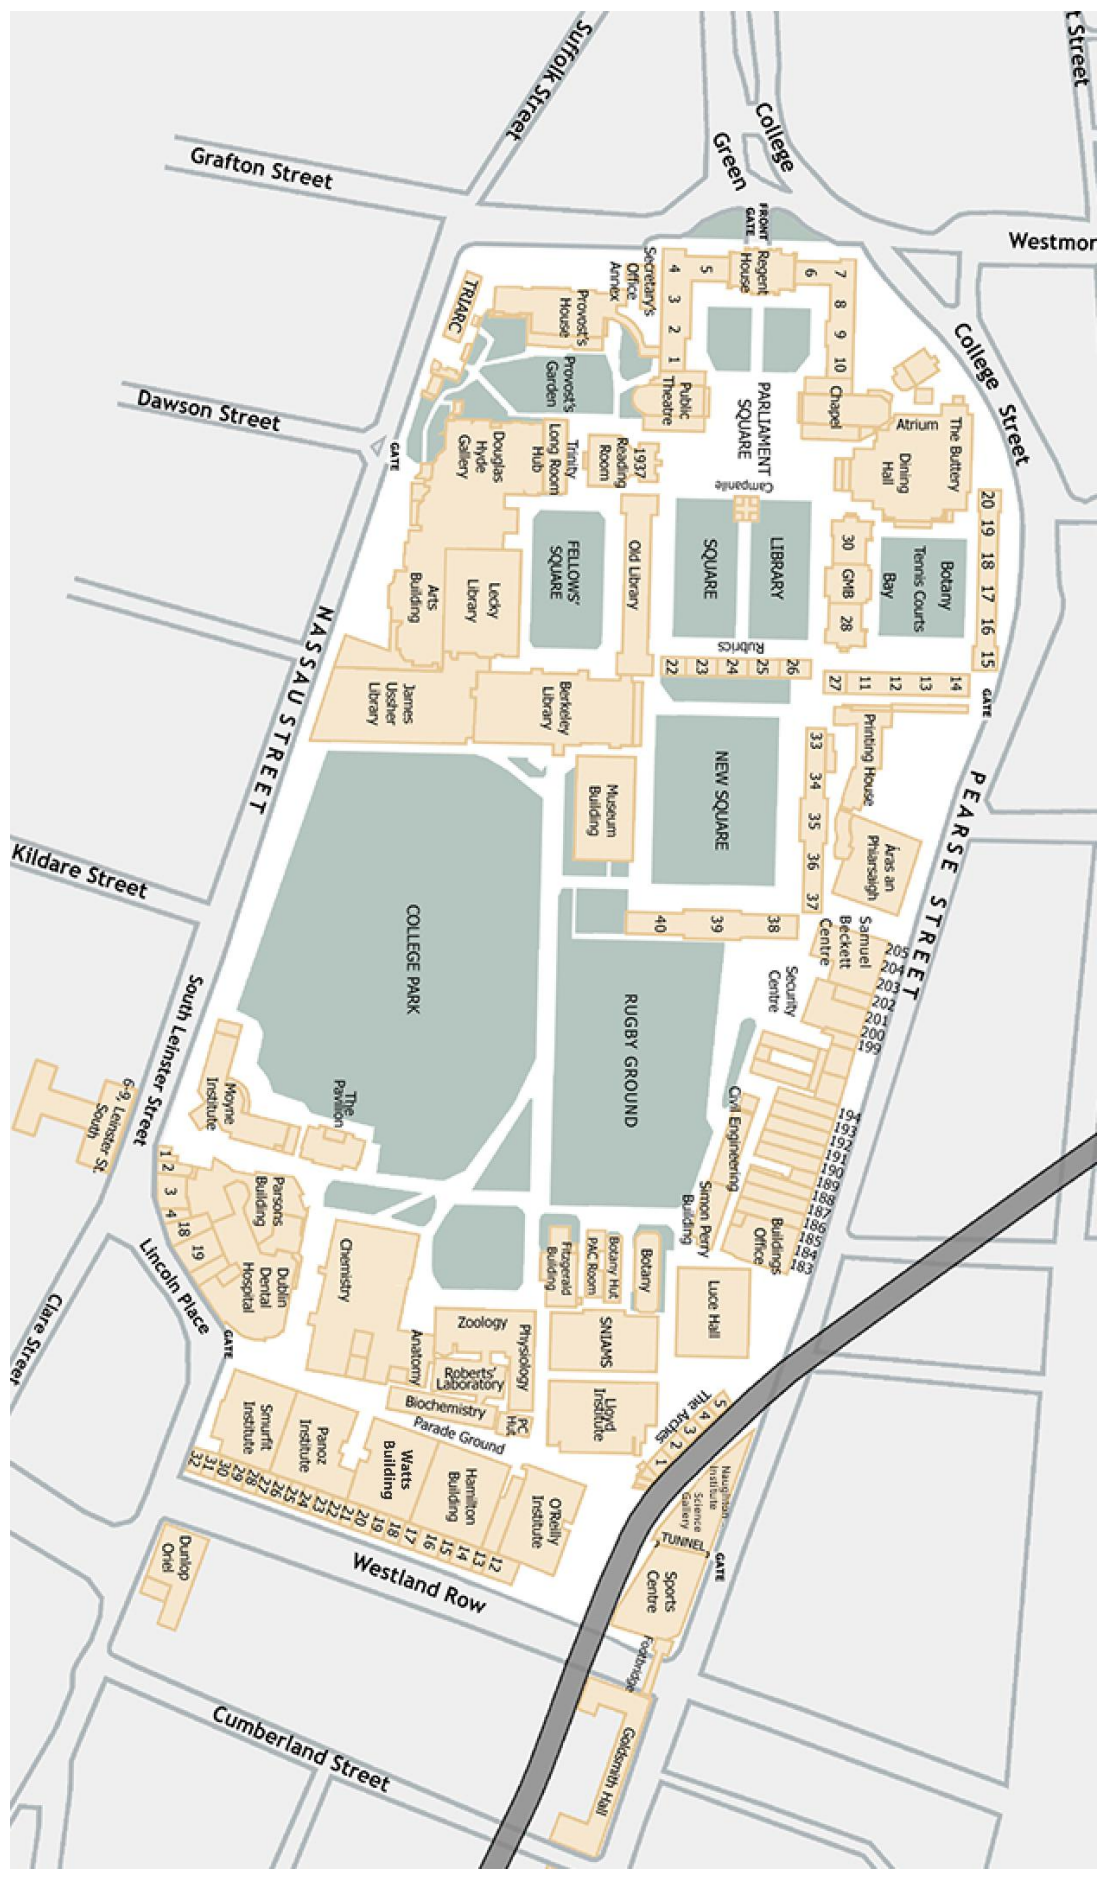 Suffolk Street
t Street
College
Green
Grafton Street
FRONT
GATE
Westmor
Secretary's
Office
Annex
4
5
Regent
House
6
7
3
8
2
9
1
10
TRIARC
Provost's
House
Provost's
Garden
Public
Theatre
PARLIAMENT
SQUARE
Chapel
College Street
Dawson Street
GATE
Atrium
The Buttery
Dining
Hall
Douglas
Hyde
Gallery
Trinity
Long Room
Hub
1937
Reading
Room
Campanile
20
19
18
17
16
15
FELLOWS'
SQUARE
Old Library
LIBRARY
SQUARE
30
GMB
28
Botany
Tennis Courts
Bay
Arts
Building
Lecky
Library
Rubrics
22
23
24
25
26
27
11
12
13
14
GATE
NASSAU STREET
James
Ussher
Library
Berkeley
Library
Printing House
33
34
35
36
37
NEW SQUARE
Museum
Building
Áras an
Phiarsaigh
PEARSE STREET
Kildare Street
COLLEGE PARK
40
39
38
Samuel
Beckett
Centre
205
204
203
202
201
200
199
Security
Centre
RUGBY GROUND
South Leinster Street
6-9, Leinster St.
South
Moyne
Institute
The
Pavilion
Civil Engineering
194
193
192
191
190
189
188
187
186
185
184
183
Simon Perry
Building
Buildings
Office
1
2
3
4
18
19
Parsons
Building
Dublin
Dental
Hospital
Lincoln Place
GATE
Clare Street
Chemistry
Fitzgerald
Building
Botany Hut
PAC Room
Botany
Luce Hall
Zoology
Physiology
Anatomy
Roberts'
Laboratory
Biochemistry
PC
Hut
SNIAMS
Lloyd
Institute
Parade Ground
The Arches
5
4
3
2
1
Smurfit
Institute
Panoz
Institute
Watts
Building
Hamilton
Building
O'Reilly
Institute
Naughton
Institute
Science
Gallery
TUNNEL
GATE
32
31
30
29
28
27
26
25
24
23
22
21
20
19
18
17
16
15
14
13
12
Westland Row
Dunlop
Oriel
Sports
Centre
Footbridge
Goldsmith Hall
Cumberland Street